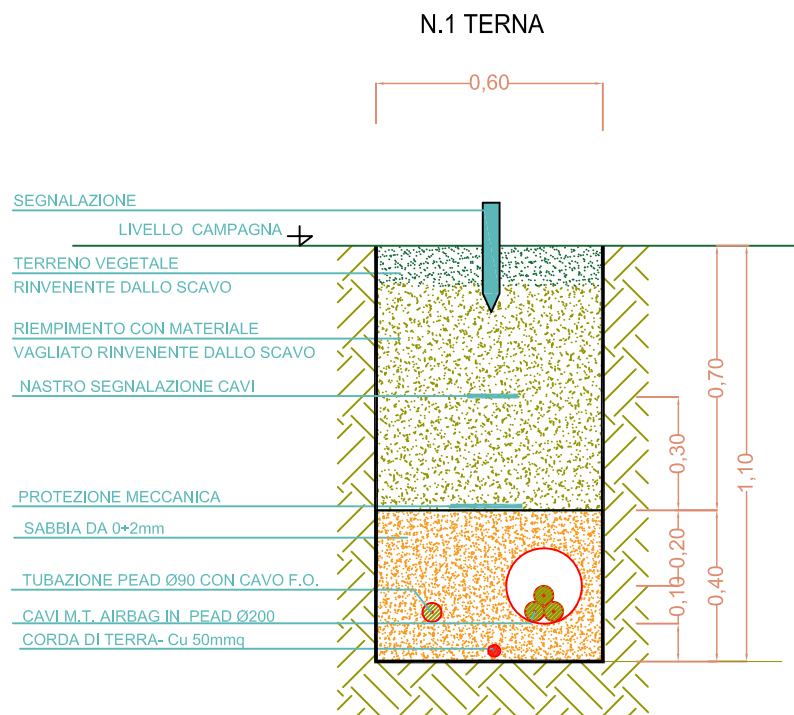 N.1 TERNA
0,60
SEGNALAZIONE
LIVELLO CAMPAGNA
TERRENO VEGETALE
RINVENENTE DALLO SCAVO
RIEMPIMENTO CON MATERIALE
VAGLIATO RINVENENTE DALLO SCAVO
NASTRO SEGNALAZIONE CAVI
PROTEZIONE MECCANICA
SABBIA DA 0+2mm
TUBAZIONE PEAD Ø90 CON CAVO F.O.
CAVI M.T. AIRBAG IN PEAD Ø200
CORDA DI TERRA- Cu 50mmq
0,30
0,20
0,10
0,70
0,40
1,10